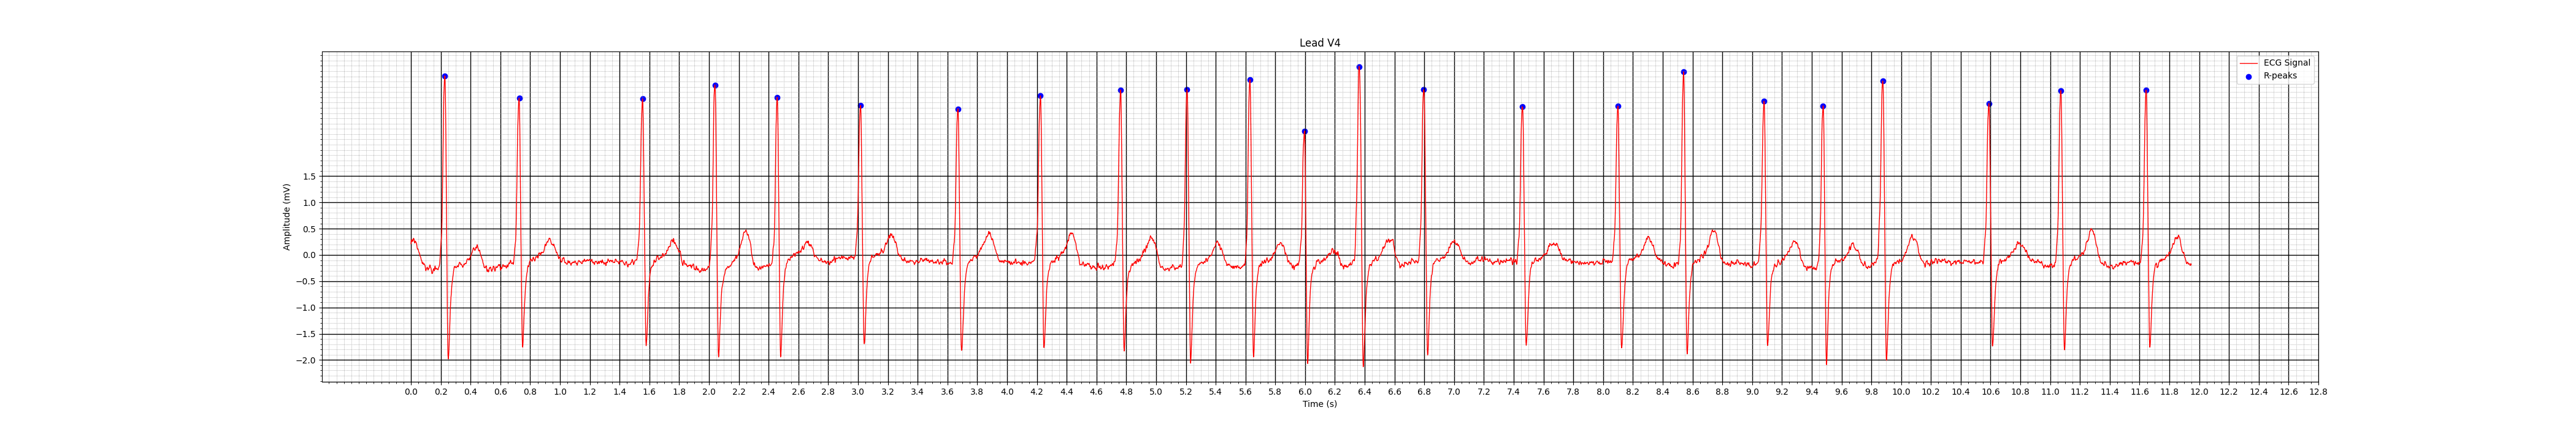 Lead V4
ECG Signal
R-peaks
Amplitude (mV)
1.5
1.0
0.5
0.0
−0.5
−1.0
−1.5
−2.0
0.0 0.2 0.4 0.6 0.8 1.0 1.2 1.4 1.6 1.8 2.0 2.2 2.4 2.6 2.8 3.0 3.2 3.4 3.6 3.8 4.0 4.2 4.4 4.6 4.8 5.0 5.2 5.4 5.6 5.8 6.0 6.2 6.4 6.6 6.8 7.0 7.2 7.4 7.6 7.8 8.0 8.2 8.4 8.6 8.8 9.0 9.2 9.4 9.6 9.8 10.0 10.2 10.4 10.6 10.8 11.0 11.2 11.4 11.6 11.8 12.0 12.2 12.4 12.6 12.8
Time (s)